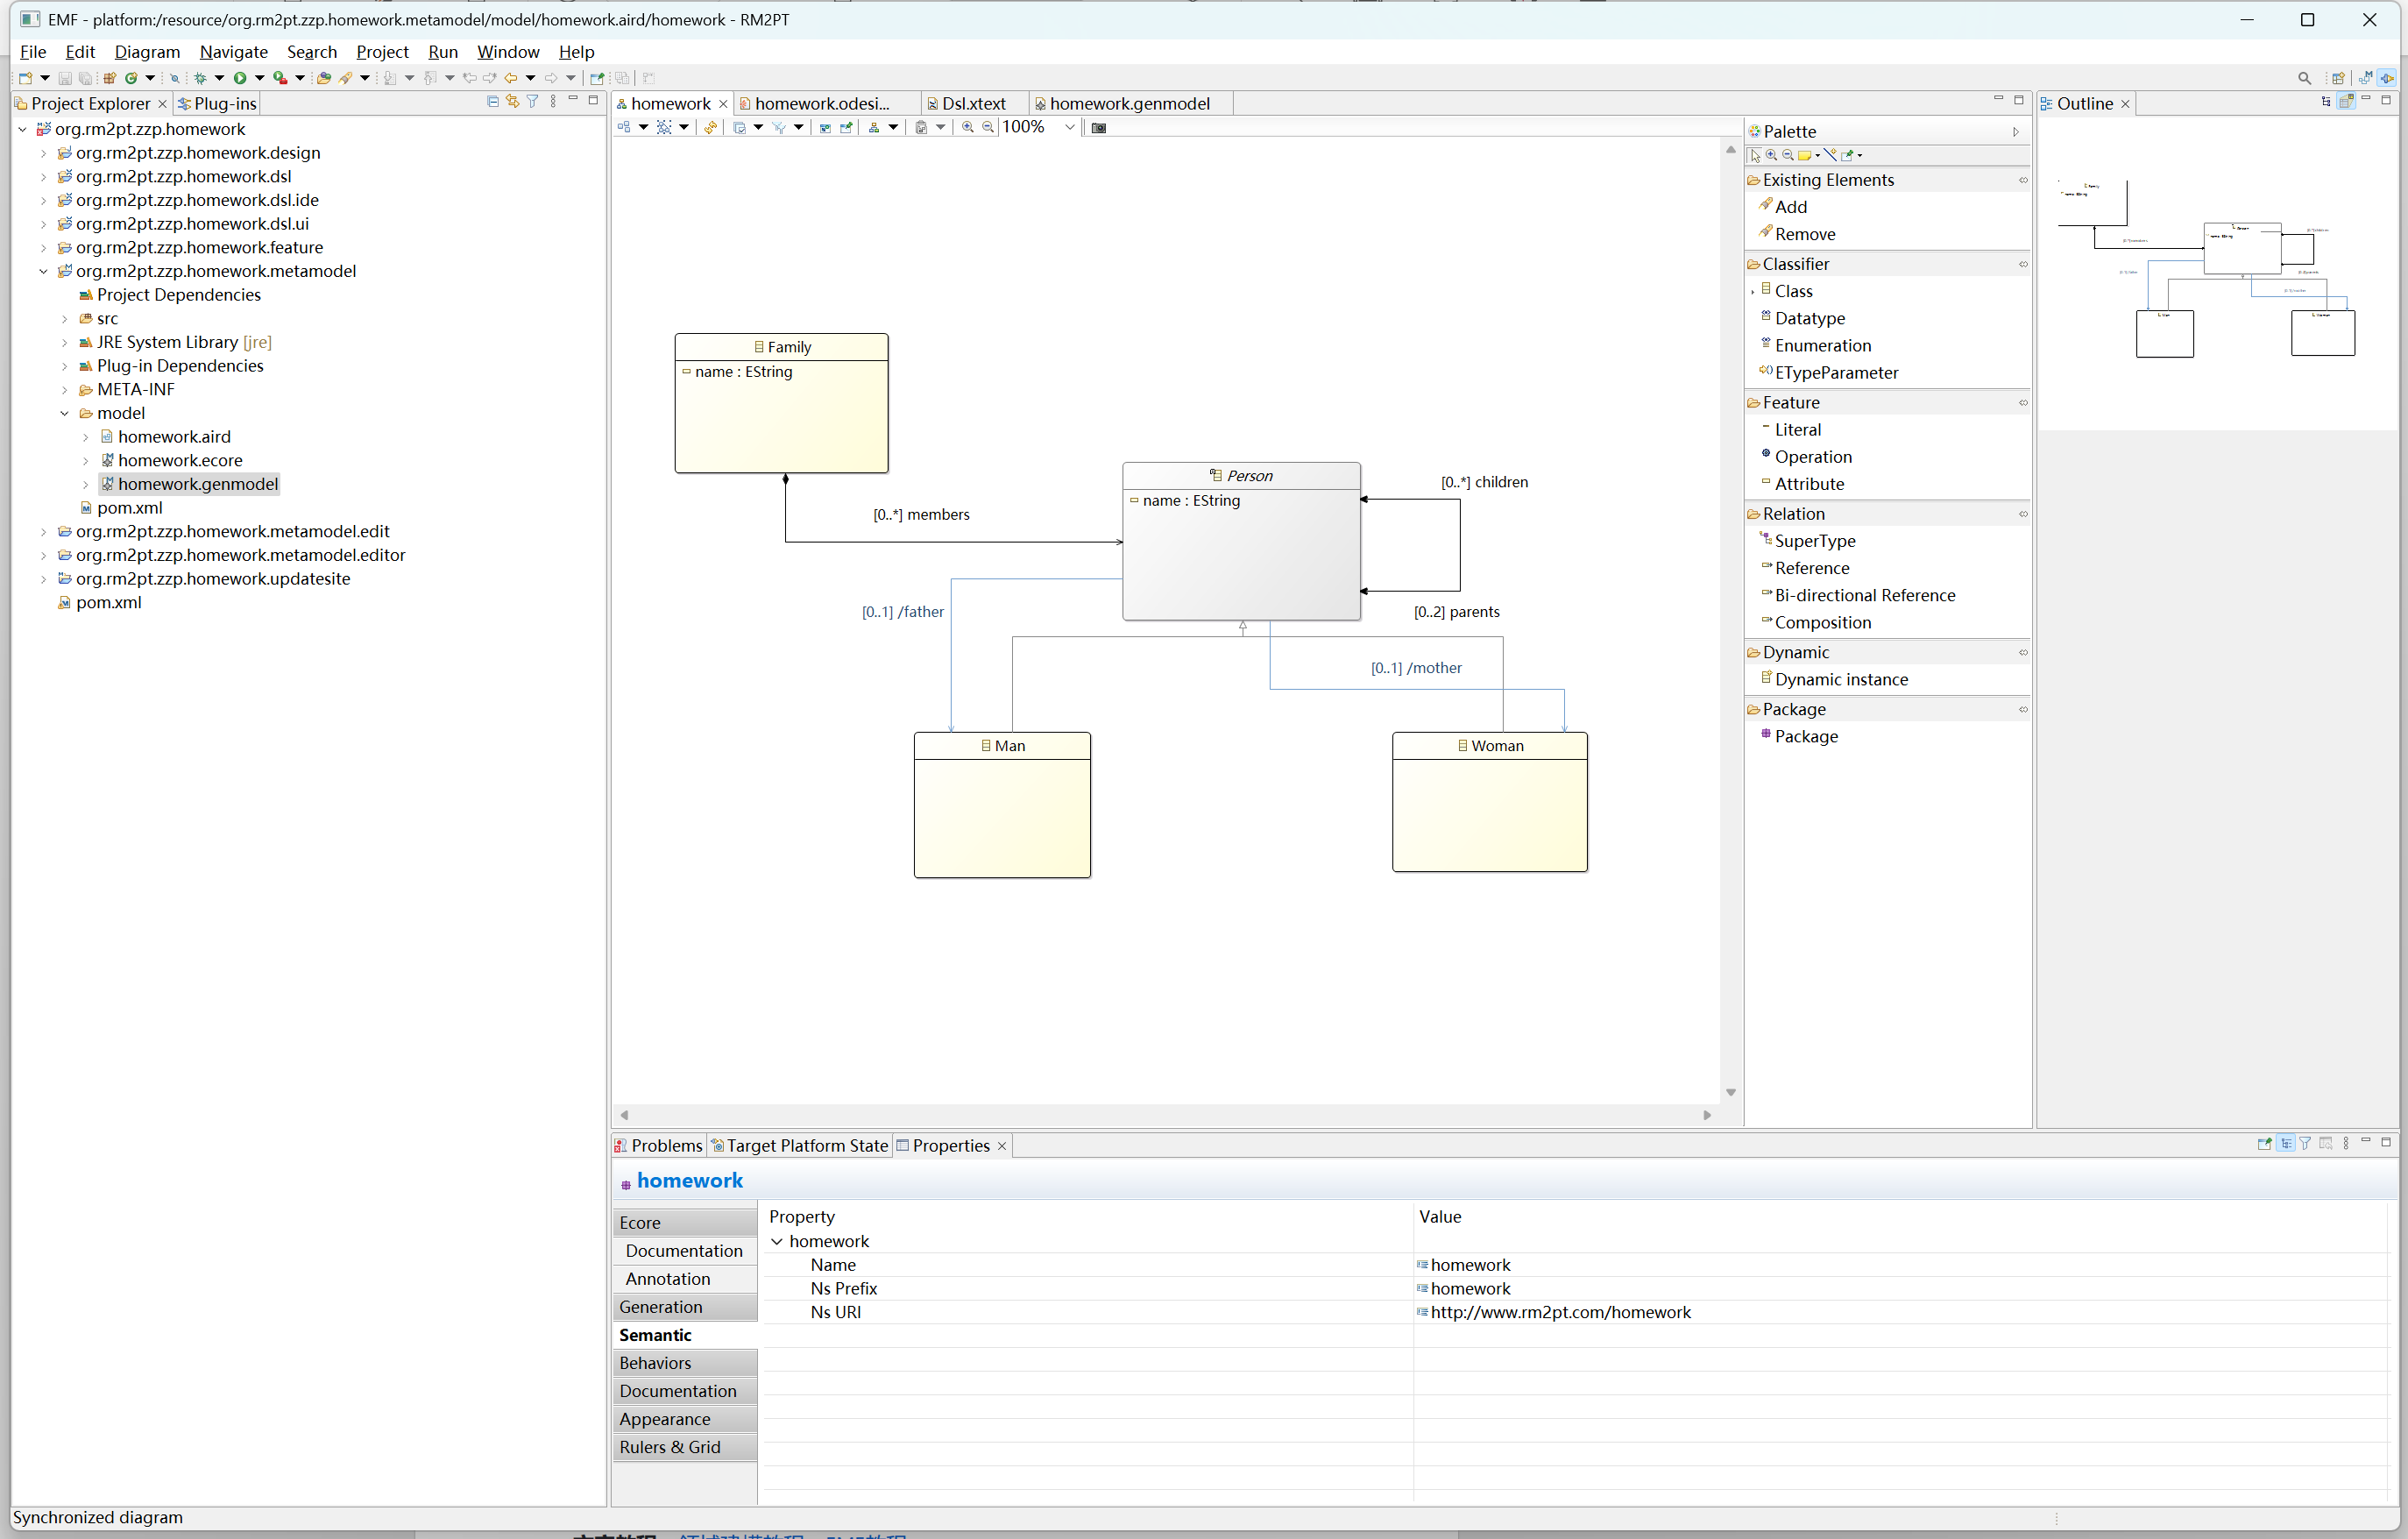 EMF - platform:/resource/org.rm2pt.zzp.homework.metamodel/model/homework.aird/homework - RM2PT
File Edit Diagram Navigate Search Project Run Window Help
Project Explorer
Plug-ins
org.rm2pt.zzp.homework
org.rm2pt.zzp.homework.design
org.rm2pt.zzp.homework.dsl
org.rm2pt.zzp.homework.dsl.ide
org.rm2pt.zzp.homework.dsl.ui
org.rm2pt.zzp.homework.feature
org.rm2pt.zzp.homework.metamodel
Project Dependencies
src
JRE System Library [jre]
Plug-in Dependencies
META-INF
model
homework.aird
homework.ecore
homework.genmodel
pom.xml
org.rm2pt.zzp.homework.metamodel.edit
org.rm2pt.zzp.homework.metamodel.editor
org.rm2pt.zzp.homework.updatesite
pom.xml
homework
homework.odesi...
Dsl.xtext
homework.genmodel
100%
Family
name : EString
[0..*] members
Person
name : EString
[0..*] children
[0..2] parents
[0..1] /father
[0..1] /mother
Man
Woman
Palette
Existing Elements
Add
Remove
Classifier
Class
Datatype
Enumeration
ETypeParameter
Feature
Literal
Operation
Attribute
Relation
SuperType
Reference
Bi-directional Reference
Composition
Dynamic
Dynamic instance
Package
Package
Outline
Problems
Target Platform State
Properties
homework
Ecore
Documentation
Annotation
Generation
Semantic
Behaviors
Documentation
Appearance
Rulers & Grid
Property Value
homework
Name homework
Ns Prefix homework
Ns URI http://www.rm2pt.com/homework
Synchronized diagram